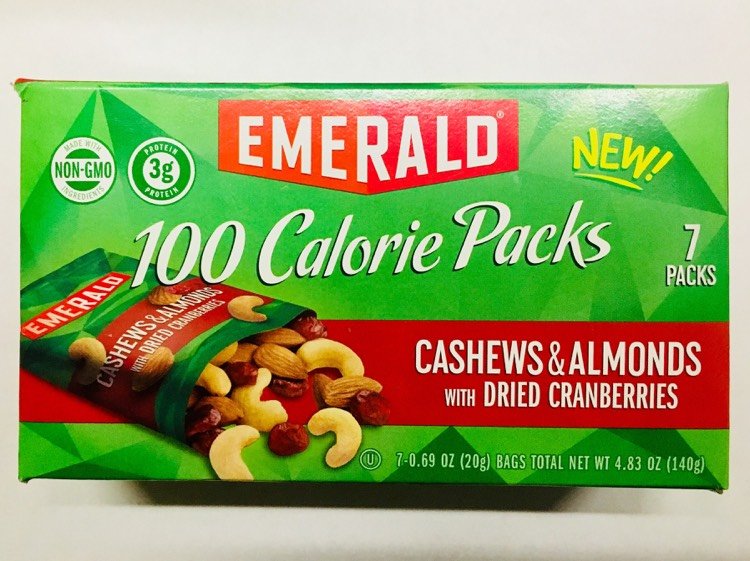 EMERALD®
MADE WITH
NON-GMO
INGREDIENTS
PROTEIN
3g
PROTEIN
NEW!
100 Calorie Packs
7
PACKS
EMERALD
CASHEWS & ALMONDS
WITH DRIED CRANBERRIES
CASHEWS & ALMONDS
WITH DRIED CRANBERRIES
U 7-0.69 OZ (20g) BAGS TOTAL NET WT 4.83 OZ (140g)